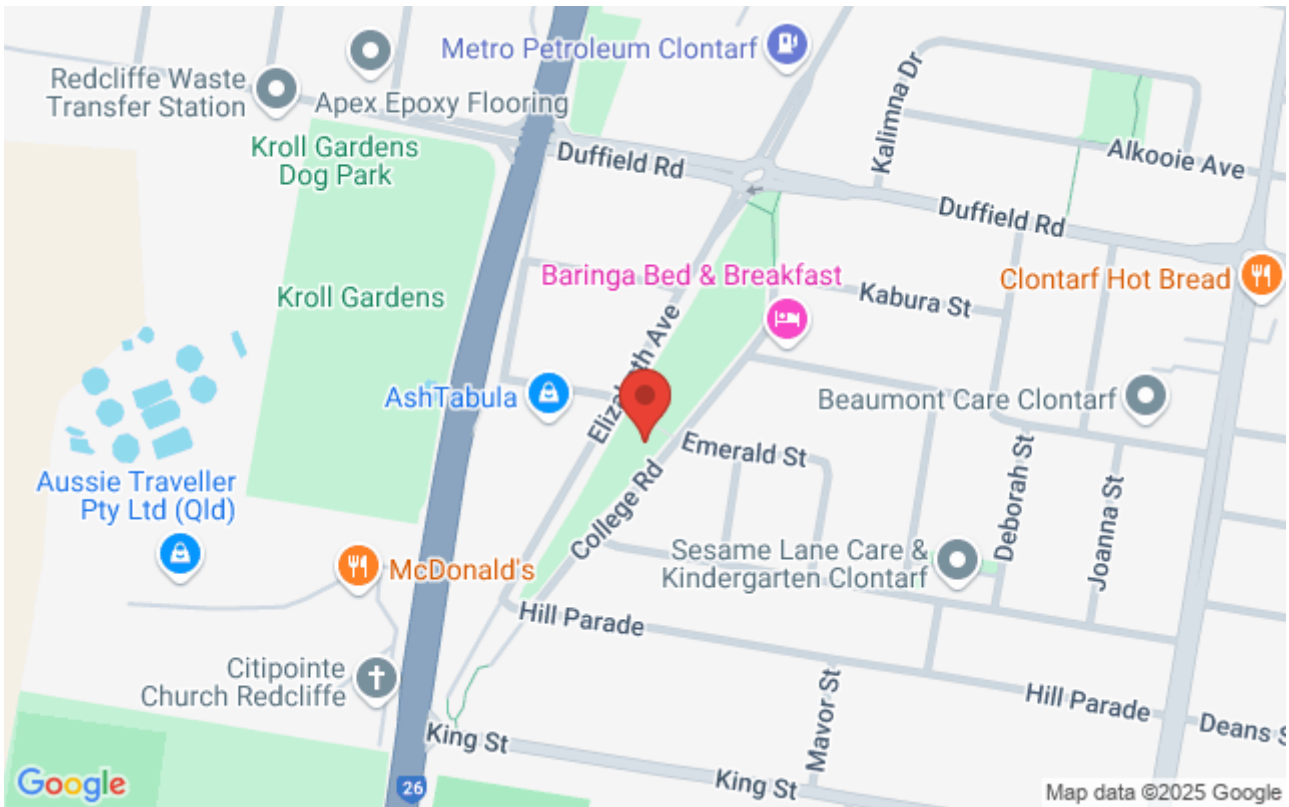 Metro Petroleum Clontarf
Redcliffe Waste
Transfer Station
Apex Epoxy Flooring
Kalimna Dr
Kroll Gardens
Dog Park
Duffield Rd
Alkooie Ave
Duffield Rd
Baringa Bed & Breakfast
Clontarf Hot Bread
Kroll Gardens
Kabura St
Elizabeth Ave
AshTabula
Beaumont Care Clontarf
Emerald St
Deborah St
Aussie Traveller
Pty Ltd (Qld)
College Rd
Joanna St
Sesame Lane Care &
Kindergarten Clontarf
McDonald's
Hill Parade
Citipointe
Church Redcliffe
Mavor St
Hill Parade
Deans S
King St
King St
26
Google
Map data ©2025 Google